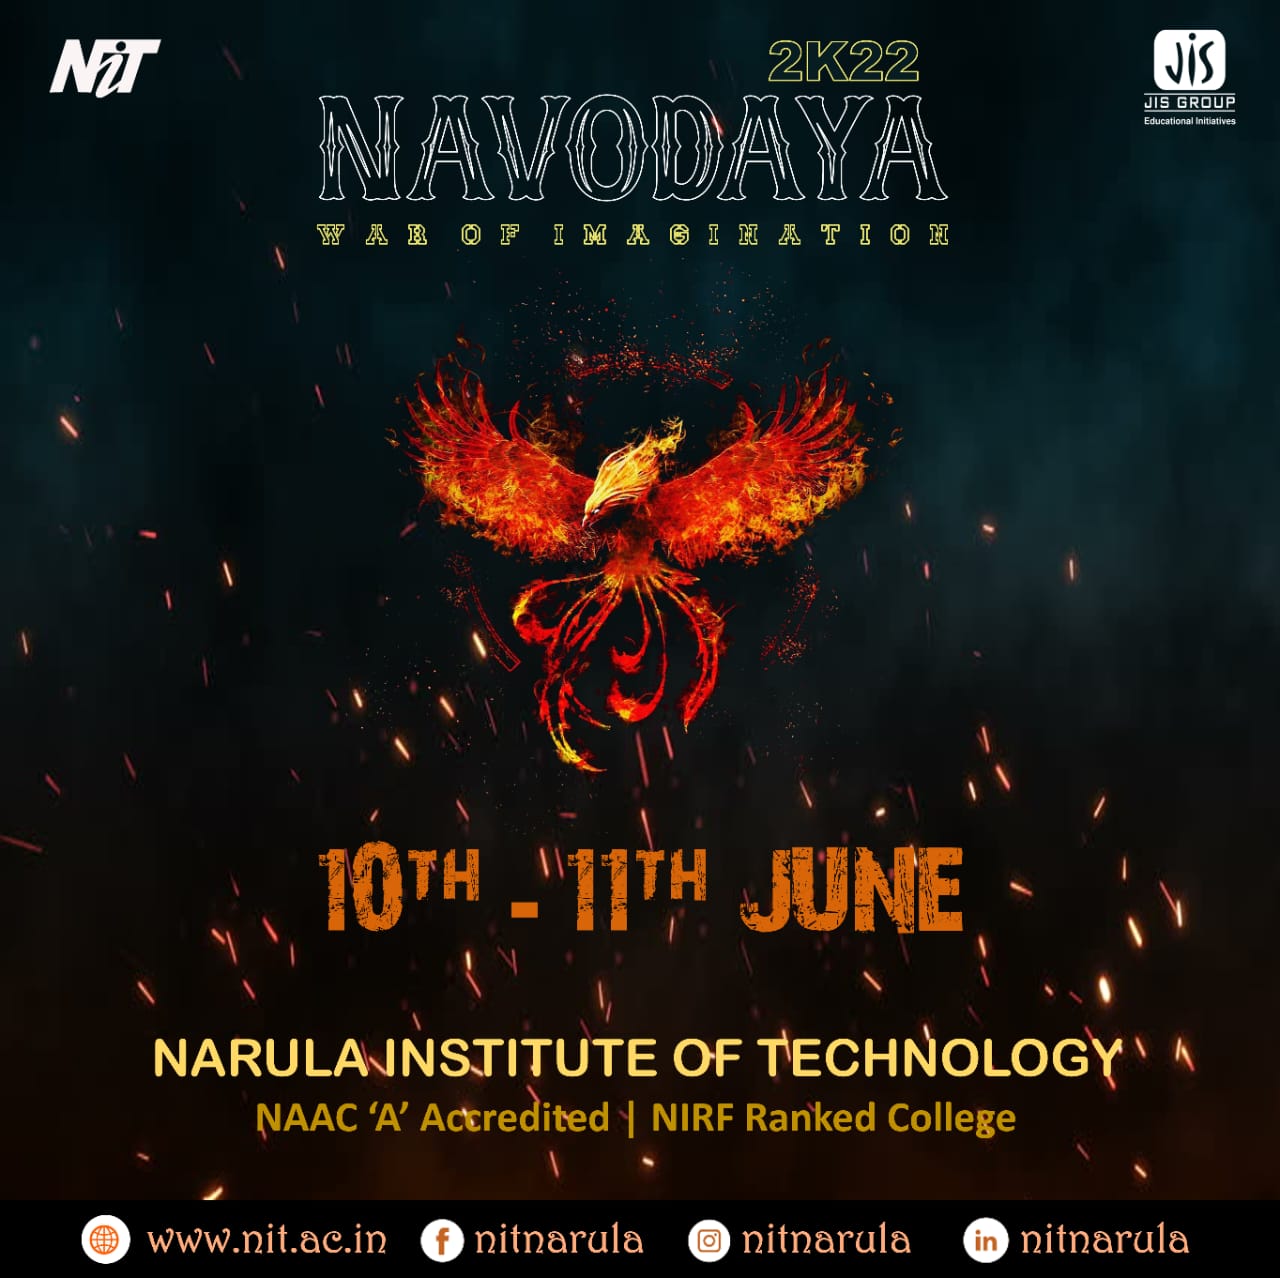 NiT
2K22
JIS
JIS GROUP
Educational Initiatives
NAVODAYA
WAR OF IMAGINATION
10TH - 11TH JUNE
NARULA INSTITUTE OF TECHNOLOGY
NAAC ‘A’ Accredited | NIRF Ranked College
www.nit.ac.in nitnarula nitnarula nitnarula